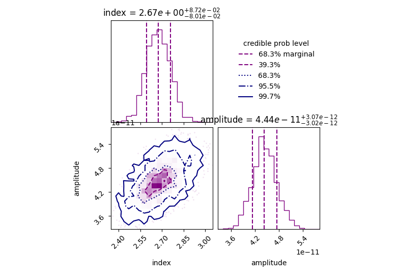 index = 2.67e+00 +8.72e−02 −8.01e−02
credible prob level
68.3% marginal
39.3%
68.3%
95.5%
99.7%
1e−11
amplitude = 4.44e−11 +3.07e−12 −3.02e−12
amplitude
5.4
4.8
4.2
3.6
2.40 2.55 2.70 2.85 3.00
index
3.6 4.2 4.8 5.4
1e−11
amplitude